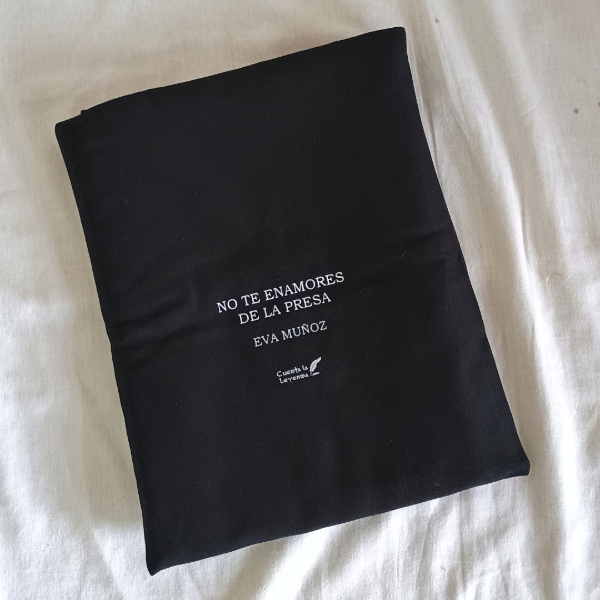 NO TE ENAMORES
DE LA PRESA
EVA MUÑOZ
Cuenta la
Leyenda